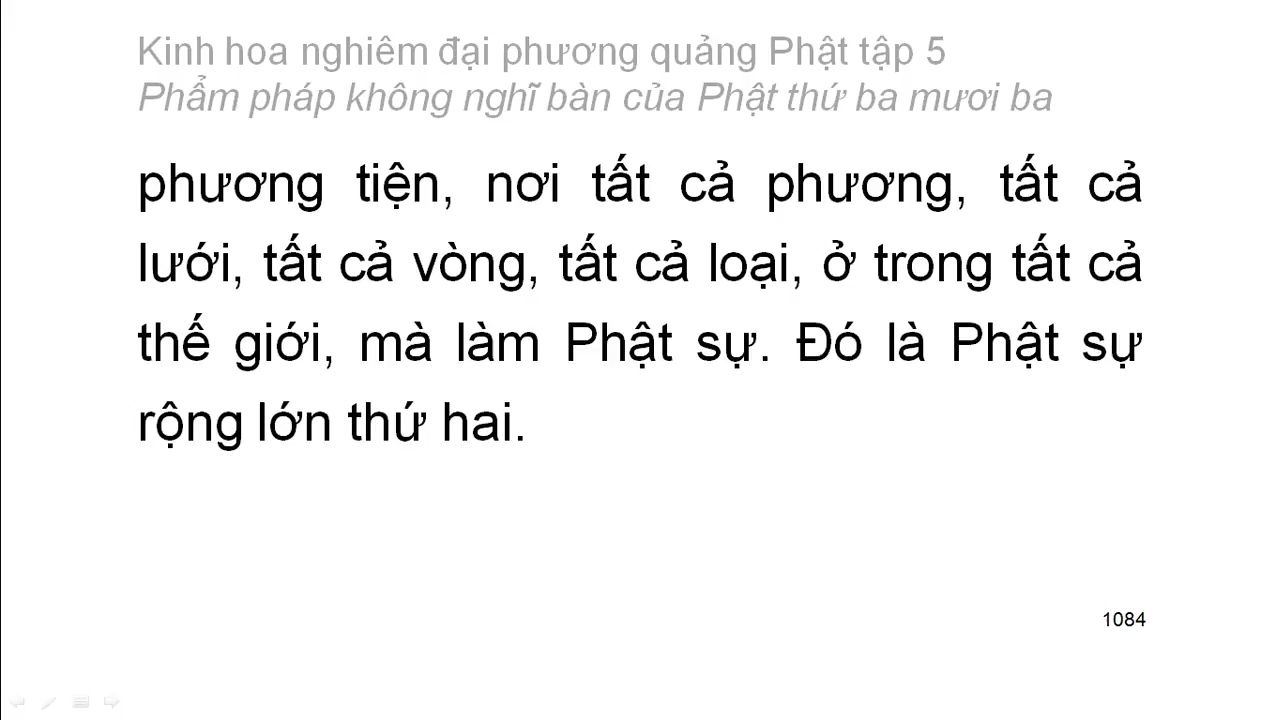 Kinh hoa nghiêm đại phương quảng Phật tập 5
Phẩm pháp không nghĩ bàn của Phật thứ ba mươi ba
phương tiện, nơi tất cả phương, tất cả
lưới, tất cả vòng, tất cả loại, ở trong tất cả
thế giới, mà làm Phật sự. Đó là Phật sự
rộng lớn thứ hai.
1084